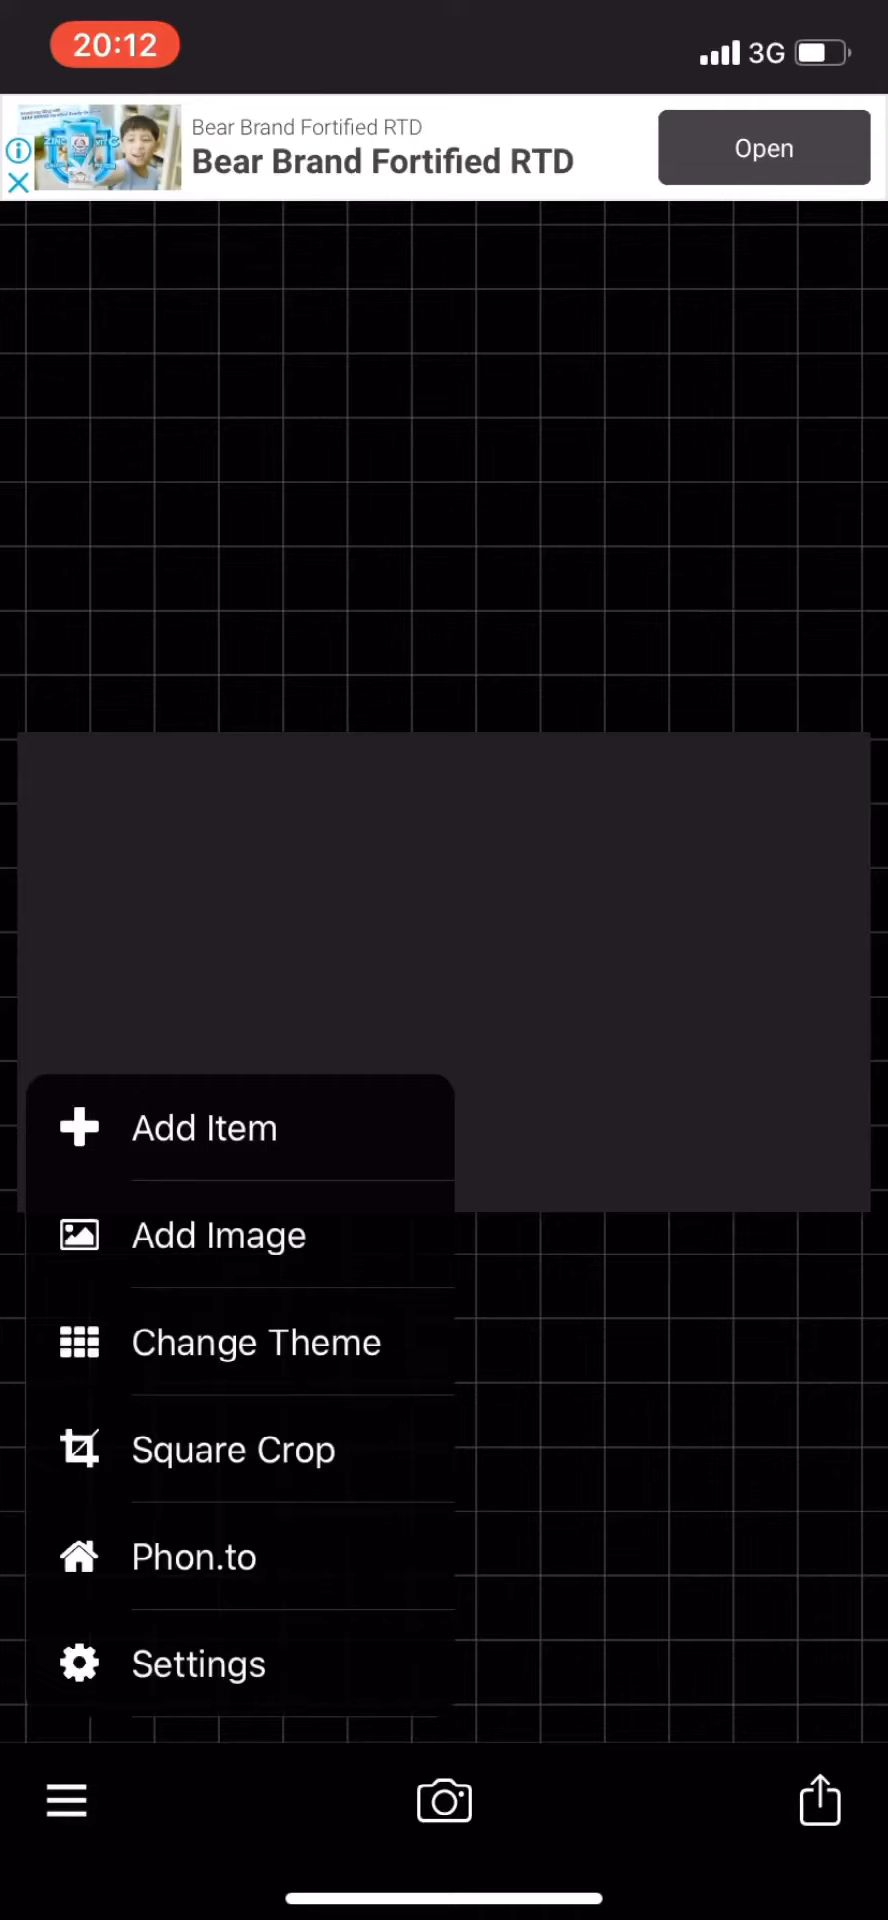 20:12
3G
Bear Brand Fortified RTD
Bear Brand Fortified RTD
Open
Add Item
Add Image
Change Theme
Square Crop
Phon.to
Settings